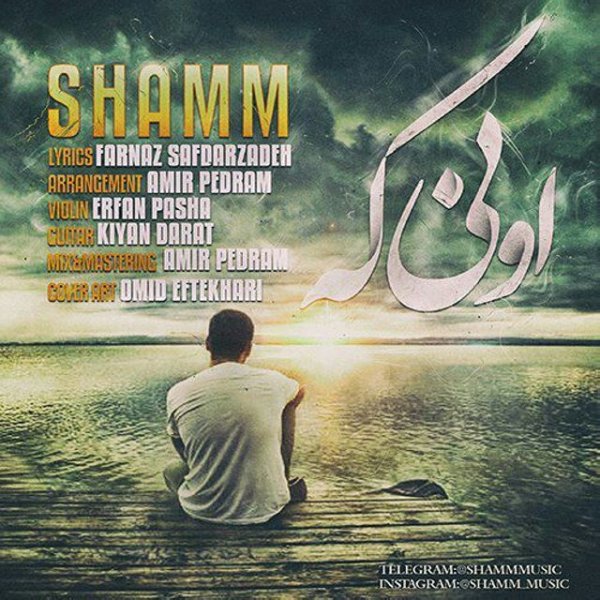 SHAMM
LYRICS FARNAZ SAFDARZADEH
ARRANGEMENT AMIR PEDRAM
VIOLIN ERFAN PASHA
GUITAR KIYAN DARAT
MIX&MASTERING AMIR PEDRAM
COVER ART OMID EFTEKHARI
اونی که
TELEGRAM:@SHAMMMUSIC
INSTAGRAM:@SHAMM_MUSIC